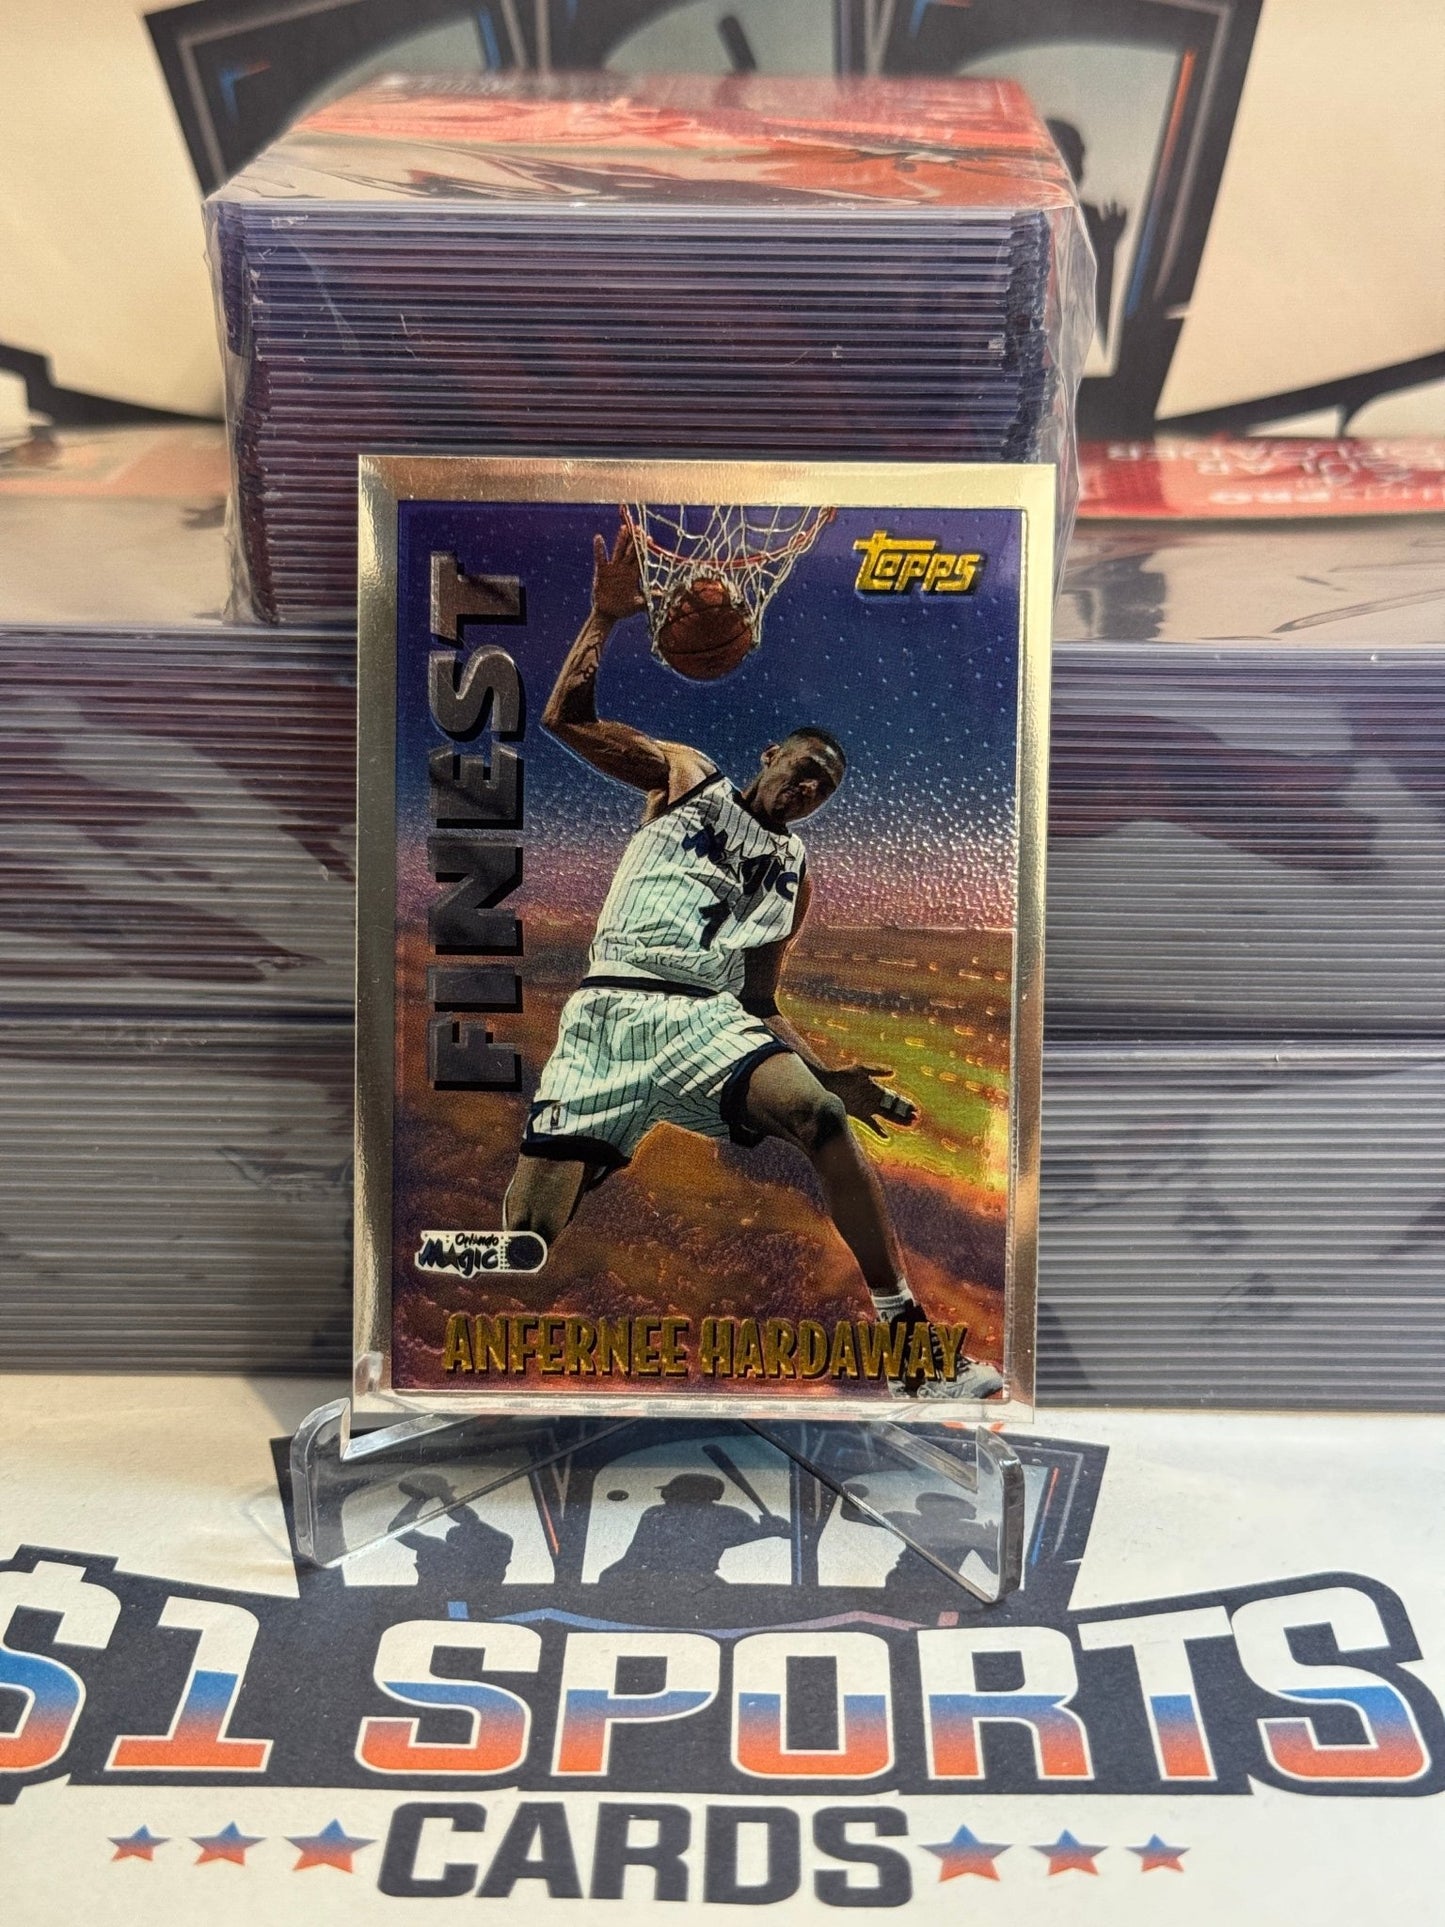 TOPPS
FINEST
MAGIC
1
Orlando
MAGIC
ANFERNEE HARDAWAY
$1 SPORTS
CARDS